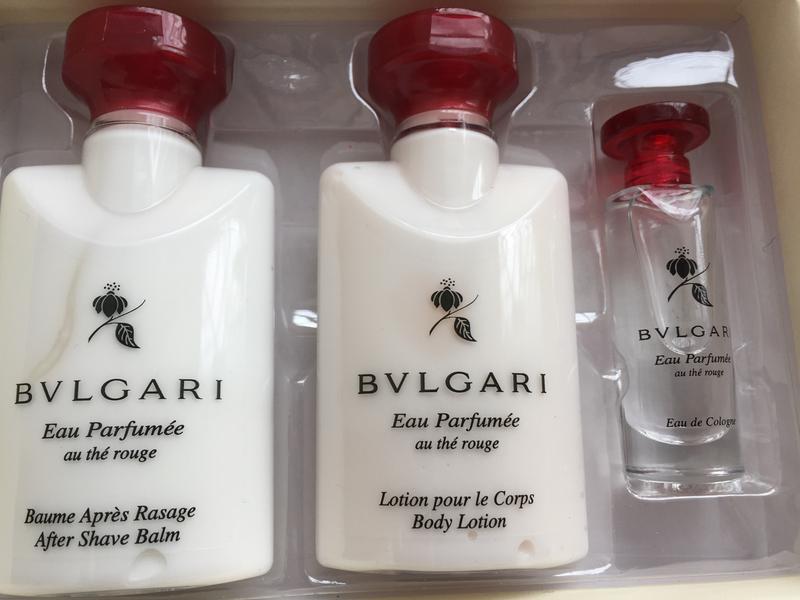 BVLGARI
Eau Parfumée
au thé rouge
Baume Après Rasage
After Shave Balm
BVLGARI
Eau Parfumée
au thé rouge
Lotion pour le Corps
Body Lotion
BVLGARI
Eau Parfumée
au thé rouge
Eau de Cologne